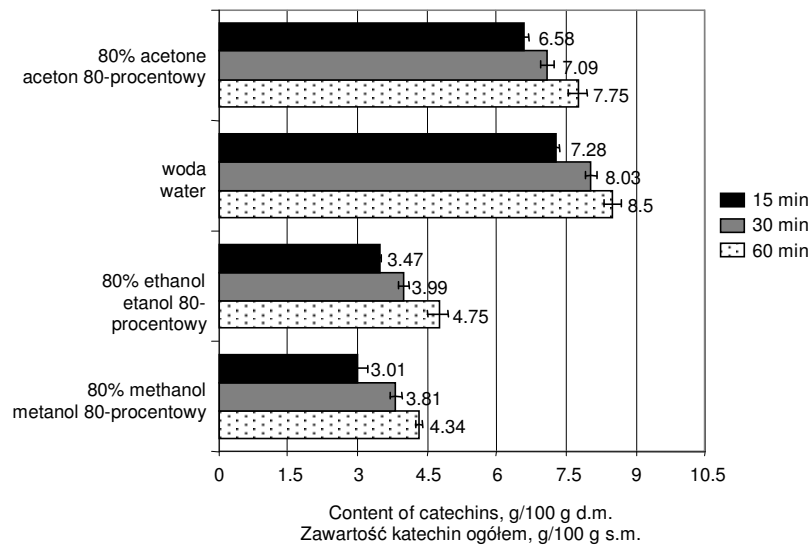 80% acetone
aceton 80-procentowy
6.58
7.09
7.75
woda
water
7.28
8.03
8.5
80% ethanol
etanol 80-
procentowy
3.47
3.99
4.75
80% methanol
metanol 80-procentowy
3.01
3.81
4.34
15 min
30 min
60 min
0 1.5 3 4.5 6 7.5 9 10.5
Content of catechins, g/100 g d.m.
Zawartość katechin ogółem, g/100 g s.m.